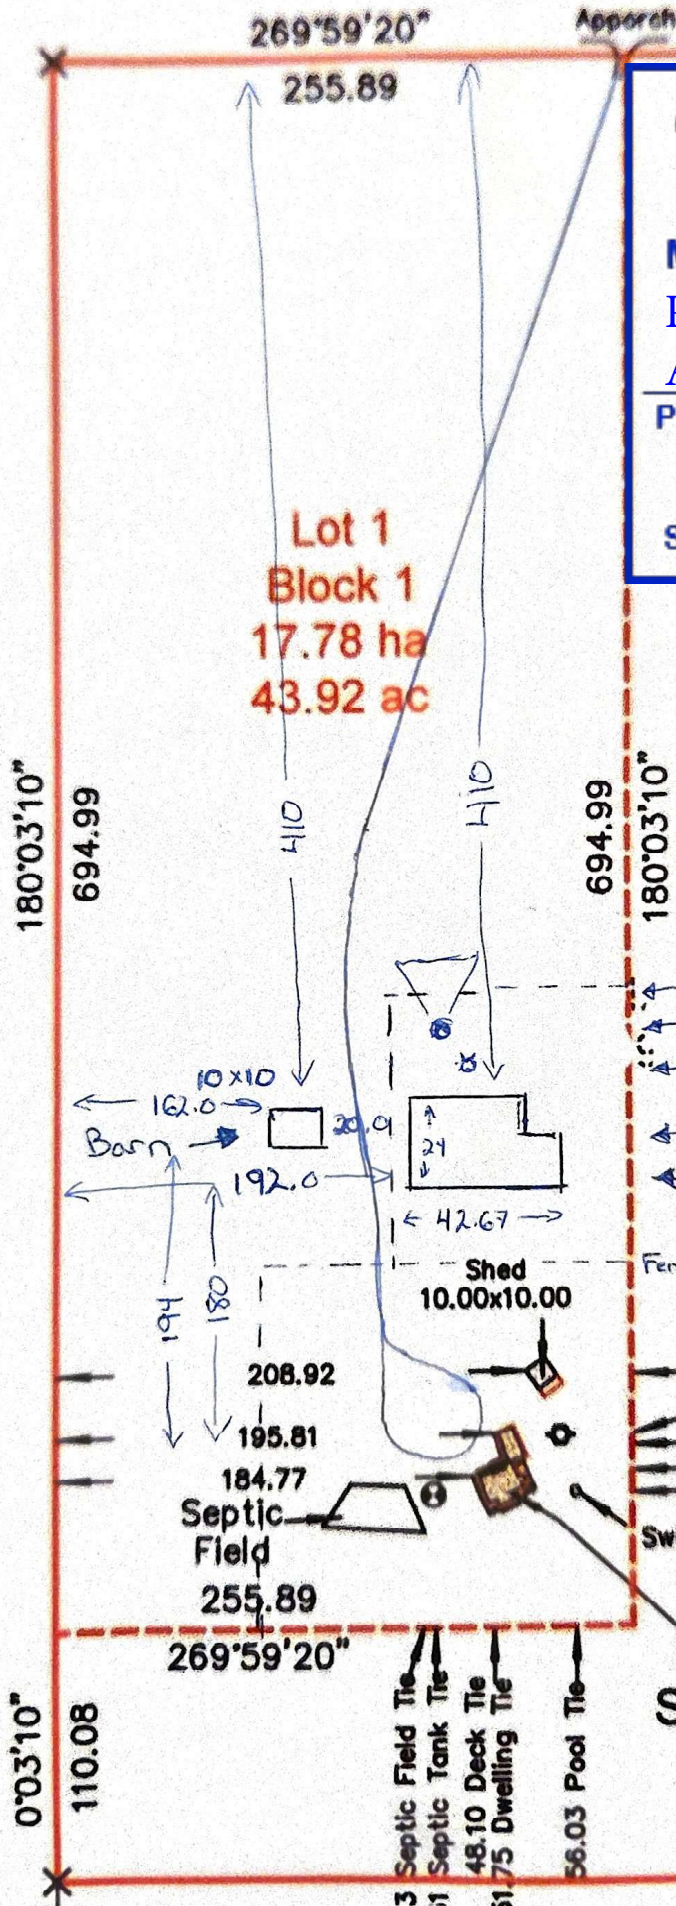 269°59'20"
Apporch
255.89
Lot 1
Block 1
17.78 ha
43.92 ac
180°03'10"
694.99
410
410
694.99
180°03'10"
10x10
162.0
Barn
20.9
24
192.0
42.67
194
180
Shed
10.00x10.00
208.92
195.81
184.77
Septic
Field
255.89
269°59'20"
0°03'10"
110.08
Septic Field Tie
Septic Tank Tie
48.10 Deck Tie
51.75 Dwelling Tie
56.03 Pool Tie